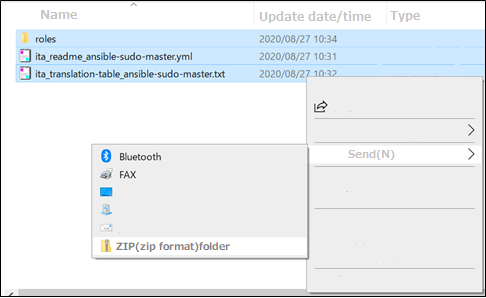 Name Update date/time Type
roles 2020/08/27 10:34
ita_readme_ansible-sudo-master.yml 2020/08/27 10:31
ita_translation-table_ansible-sudo-master.txt 2020/08/27 10:32
Send(N)
Bluetooth
FAX
ZIP(zip format)folder